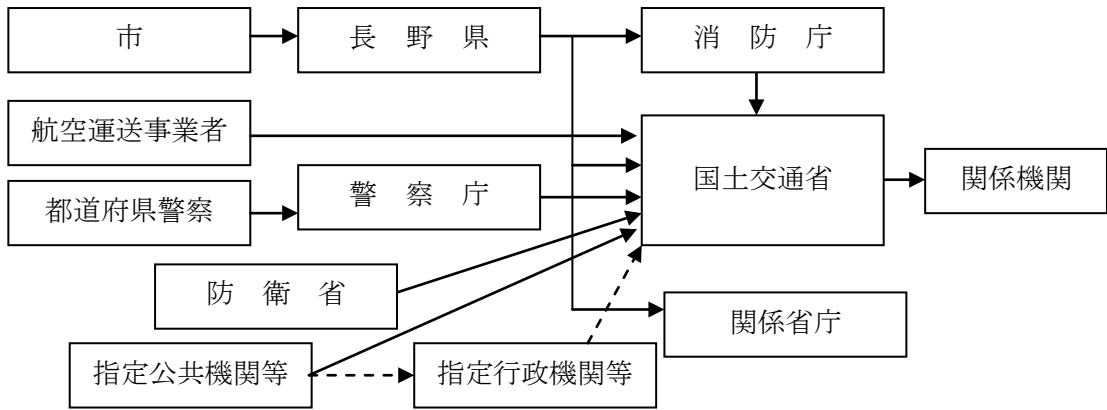 市
長 野 県
消 防 庁
航空運送事業者
国土交通省
関係機関
都道府県警察
警 察 庁
防 衛 省
関係省庁
指定公共機関等
指定行政機関等